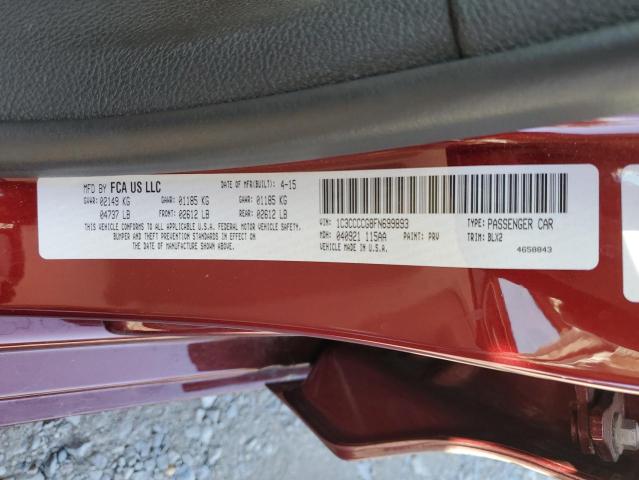 MFD BY FCA US LLC DATE OF MFR(BUILT): 4-15
GVWR: 02149 KG GAWR: 01185 KG GAWR: 01185 KG
04737 LB FRONT: 02612 LB REAR: 02612 LB
THIS VEHICLE CONFORMS TO ALL U.S.A. FEDERAL MOTOR VEHICLE SAFETY,
BUMPER AND THEFT PREVENTION STANDARDS IN EFFECT ON
THE DATE OF MANUFACTURE SHOWN ABOVE.
VIN: 1C3CCCCG8FN699893 TYPE: PASSENGER CAR
MDH: 040921 115AA PAINT: PRV TRIM: BLX2
VEHICLE MADE IN U.S.A. 4658843